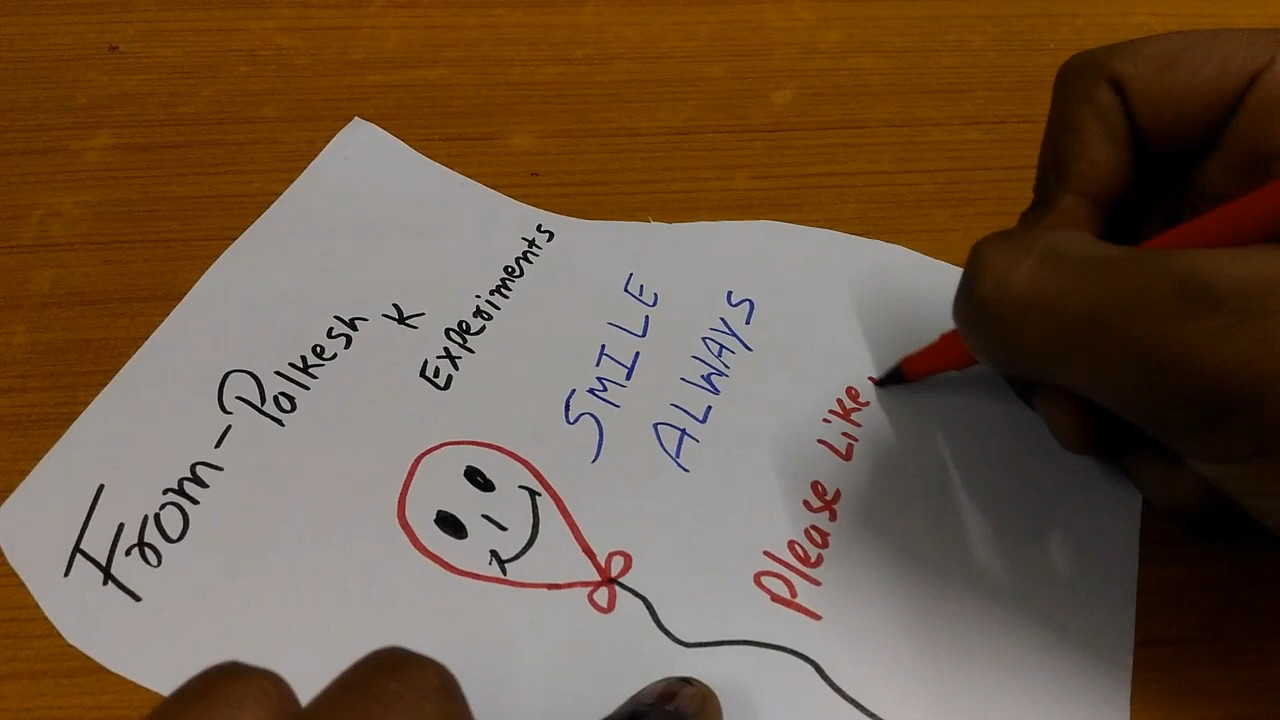 From - Palkesh
K
Experiments
SMILE
ALWAYS
Please Like,